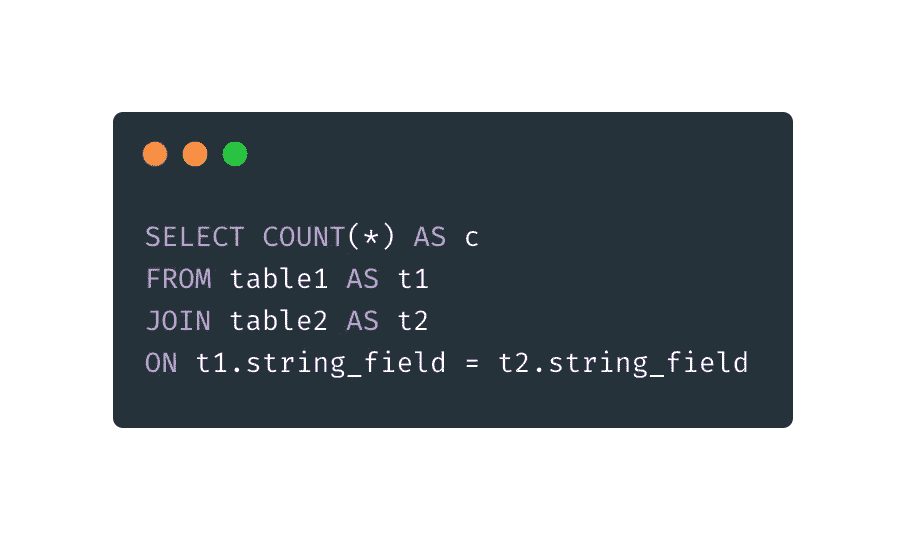 SELECT COUNT(*) AS c
FROM table1 AS t1
JOIN table2 AS t2
ON t1.string_field = t2.string_field